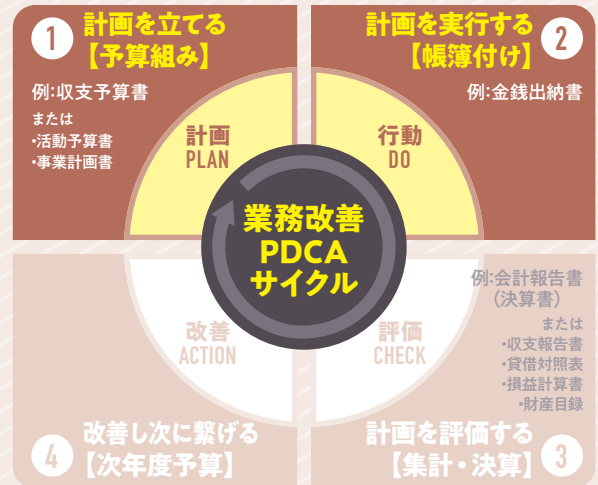 1
計画を立てる
【予算組み】
例:収支予算書
または
・活動予算書
・事業計画書
計画
PLAN
計画を実行する
【帳簿付け】
2
例:金銭出納書
行動
DO
業務改善
PDCA
サイクル
例:会計報告書
(決算書)
または
・収支報告書
・貸借対照表
・損益計算書
・財産目録
評価
CHECK
計画を評価する
【集計・決算】
3
改善
ACTION
4
改善し次に繋げる
【次年度予算】